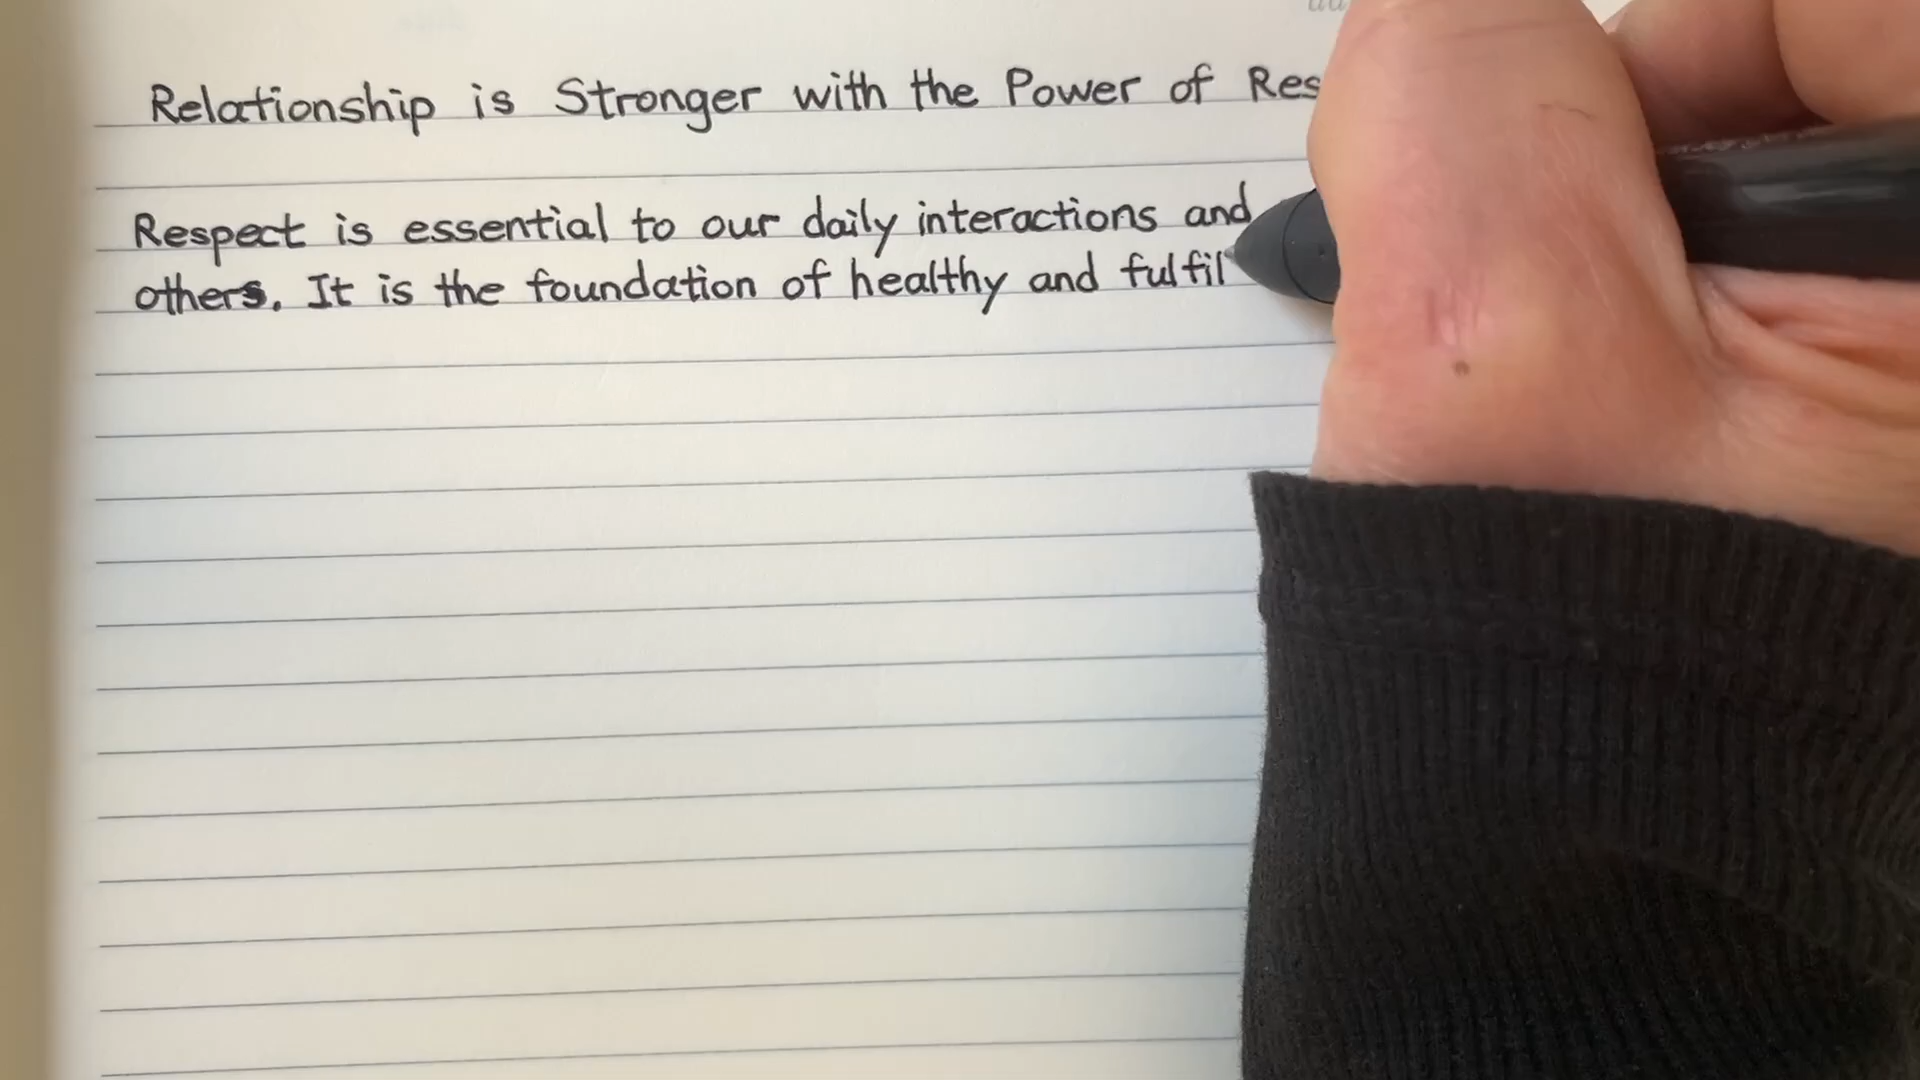 Relationship is Stronger with the Power of Res
Respect is essential to our daily interactions and
others. It is the foundation of healthy and fulfil